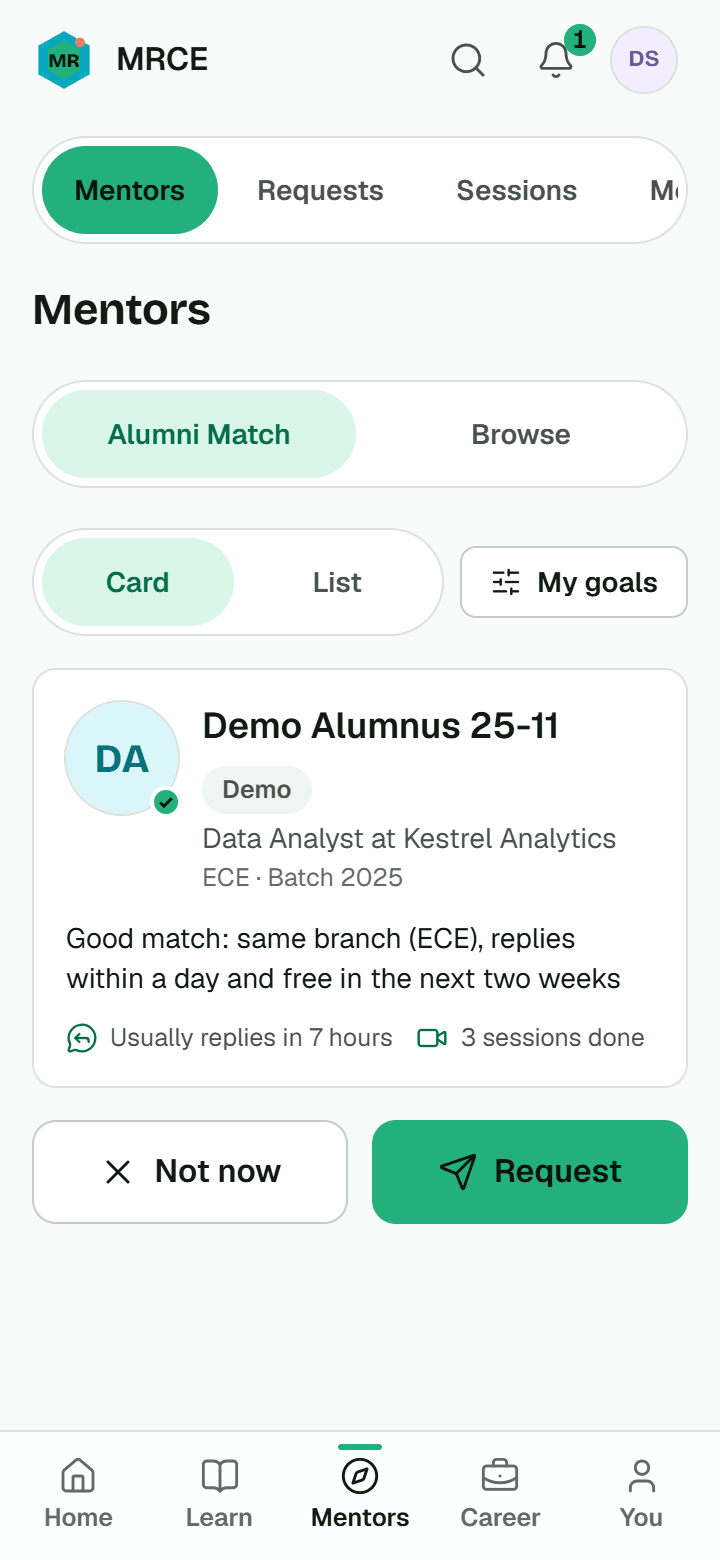 MR
MRCE
1
DS
Mentors
Requests
Sessions
Mentors
Alumni Match
Browse
Card
List
My goals
DA
Demo Alumnus 25-11
Demo
Data Analyst at Kestrel Analytics
ECE · Batch 2025
Good match: same branch (ECE), replies
within a day and free in the next two weeks
Usually replies in 7 hours
3 sessions done
Not now
Request
Home
Learn
Mentors
Career
You